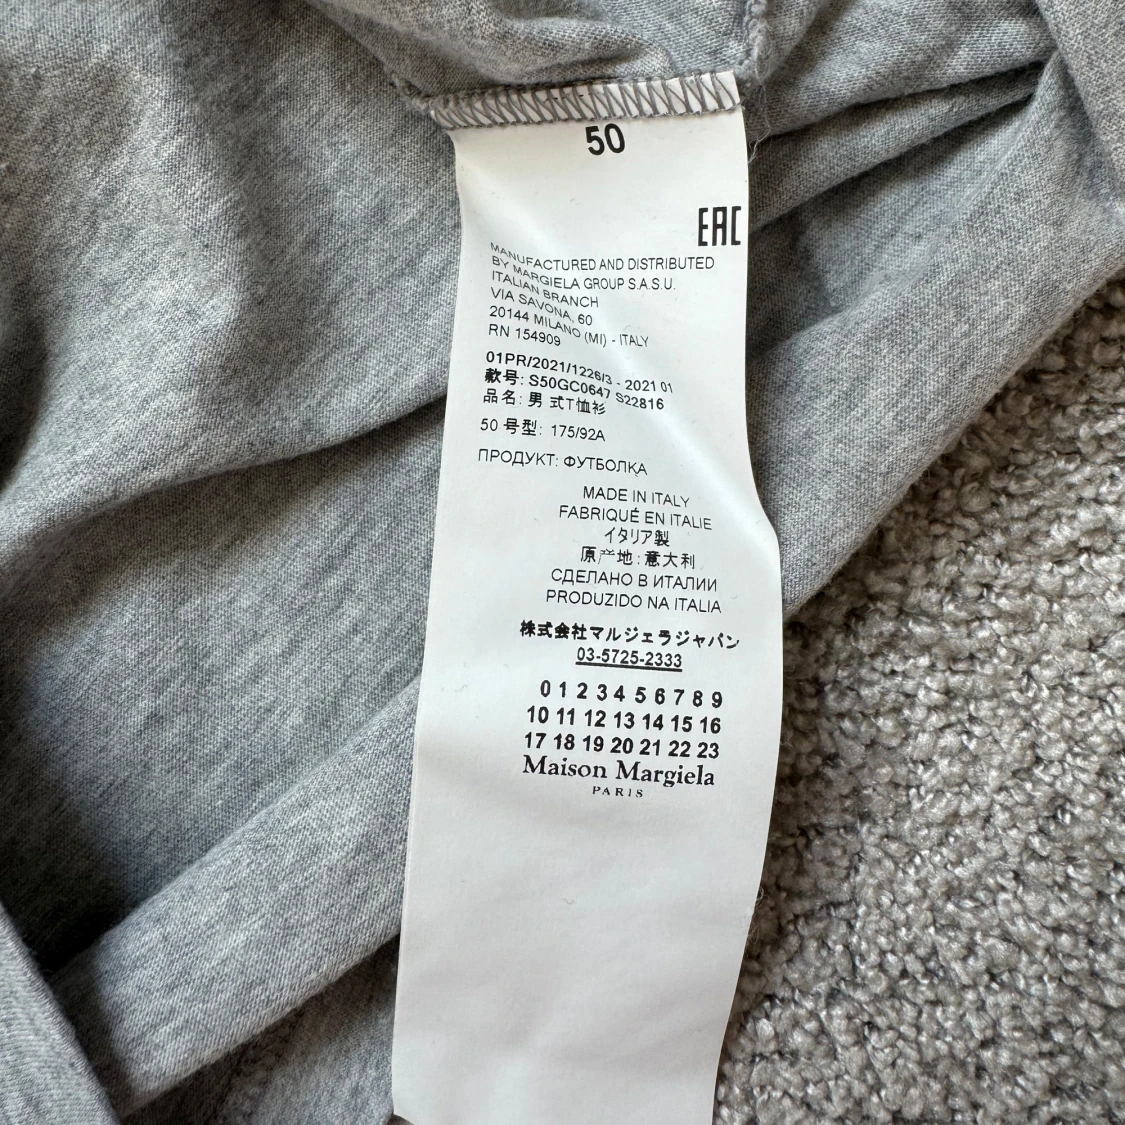 50
EAC
MANUFACTURED AND DISTRIBUTED
BY MARGIELA GROUP S.A.S.U.
ITALIAN BRANCH
VIA SAVONA, 60
20144 MILANO (MI) - ITALY
RN 154909
01PR/2021/1226/3 - 2021 01
款号: S50GC0647 S22816
品名: 男 式T恤衫
50 号型: 175/92A
ПРОДУКТ: ФУТБОЛКА
MADE IN ITALY
FABRIQUÉ EN ITALIE
イタリア製
原产地: 意大利
СДЕЛАНО В ИТАЛИИ
PRODUZIDO NA ITALIA
株式会社マルジェラジャパン
03-5725-2333
0 1 2 3 4 5 6 7 8 9
10 11 12 13 14 15 16
17 18 19 20 21 22 23
Maison Margiela
PARIS